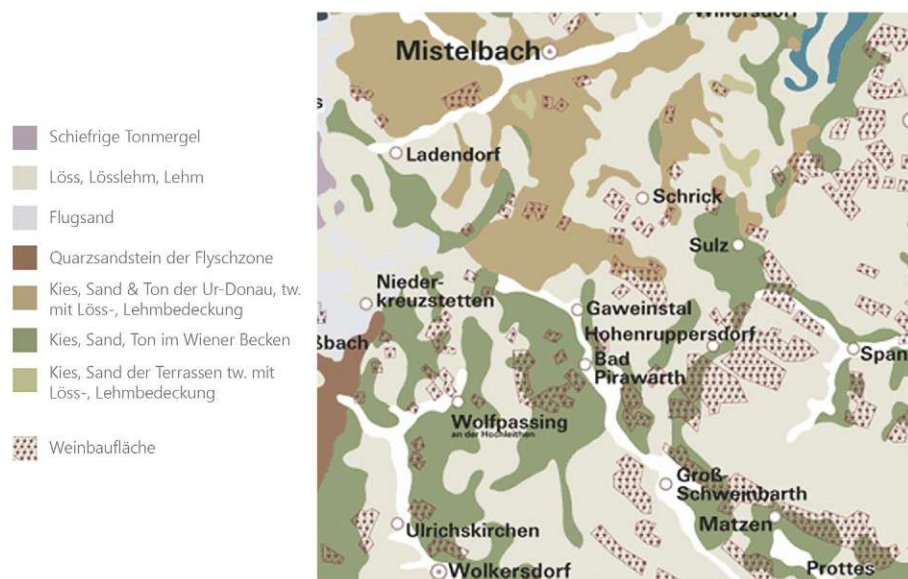 Schiefrige Tonmergel
Löss, Lösslehm, Lehm
Flugsand
Quarzsandstein der Flyschzone
Kies, Sand & Ton der Ur-Donau, tw.
mit Löss-, Lehmbedeckung
Kies, Sand, Ton im Wiener Becken
Kies, Sand der Terrassen tw. mit
Löss-, Lehmbedeckung
Weinbaufläche
Mistelbach
s
Ladendorf
Schrick
Sulz
Nieder-
kreuzstetten
Gaweinstal
ßbach
Hohenruppersdorf
Span
Bad
Pirawarth
Wolfpassing
an der Hochleithen
Groß-
Schweinbarth
Matzen
Ulrichskirchen
Wolkersdorf
Prottes